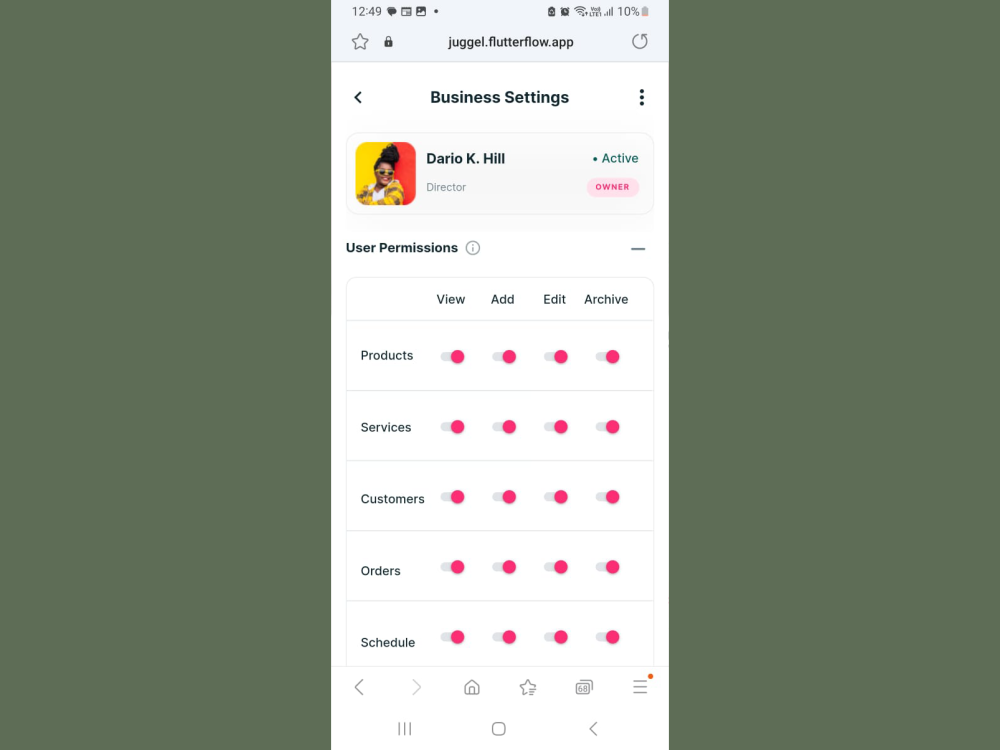 12:49 10%
juggel.flutterflow.app
Business Settings
Dario K. Hill • Active
Director OWNER
User Permissions
View Add Edit Archive
Products
Services
Customers
Orders
Schedule
68